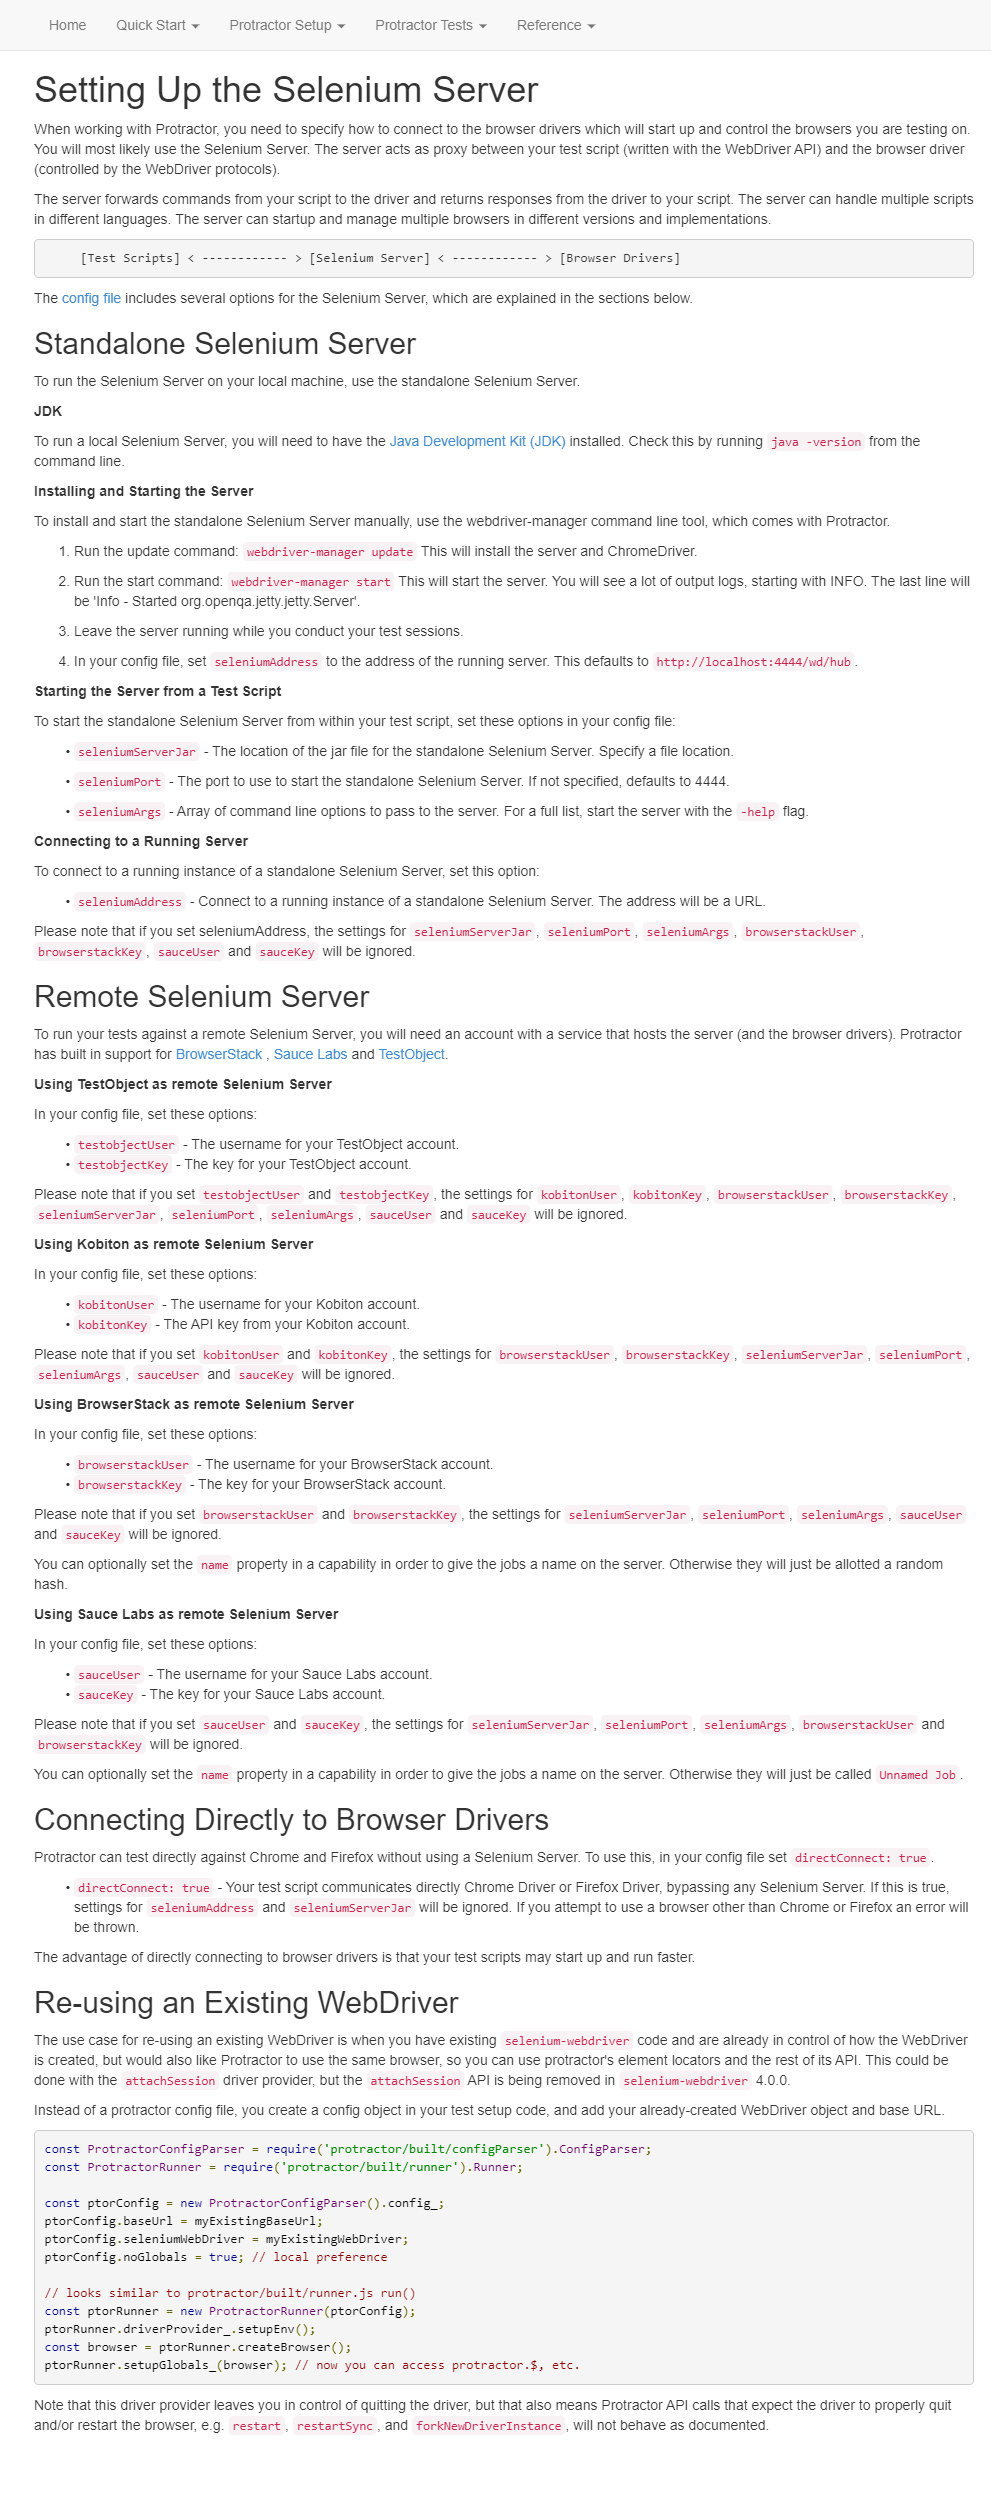 Home Quick Start Protractor Setup Protractor Tests Reference
Setting Up the Selenium Server
When working with Protractor, you need to specify how to connect to the browser drivers which will start up and control the browsers you are testing on.
You will most likely use the Selenium Server. The server acts as proxy between your test script (written with the WebDriver API) and the browser driver
(controlled by the WebDriver protocols).
The server forwards commands from your script to the driver and returns responses from the driver to your script. The server can handle multiple scripts
in different languages. The server can startup and manage multiple browsers in different versions and implementations.
[Test Scripts] < ------------ > [Selenium Server] < ------------ > [Browser Drivers]
The config file includes several options for the Selenium Server, which are explained in the sections below.
Standalone Selenium Server
To run the Selenium Server on your local machine, use the standalone Selenium Server.
JDK
To run a local Selenium Server, you will need to have the Java Development Kit (JDK) installed. Check this by running java -version from the
command line.
Installing and Starting the Server
To install and start the standalone Selenium Server manually, use the webdriver-manager command line tool, which comes with Protractor.
1. Run the update command: webdriver-manager update This will install the server and ChromeDriver.
2. Run the start command: webdriver-manager start This will start the server. You will see a lot of output logs, starting with INFO. The last line will
be 'Info - Started org.openqa.jetty.jetty.Server'.
3. Leave the server running while you conduct your test sessions.
4. In your config file, set seleniumAddress to the address of the running server. This defaults to http://localhost:4444/wd/hub .
Starting the Server from a Test Script
To start the standalone Selenium Server from within your test script, set these options in your config file:
• seleniumServerJar - The location of the jar file for the standalone Selenium Server. Specify a file location.
• seleniumPort - The port to use to start the standalone Selenium Server. If not specified, defaults to 4444.
• seleniumArgs - Array of command line options to pass to the server. For a full list, start the server with the -help flag.
Connecting to a Running Server
To connect to a running instance of a standalone Selenium Server, set this option:
• seleniumAddress - Connect to a running instance of a standalone Selenium Server. The address will be a URL.
Please note that if you set seleniumAddress, the settings for seleniumServerJar , seleniumPort , seleniumArgs , browserstackUser ,
browserstackKey , sauceUser and sauceKey will be ignored.
Remote Selenium Server
To run your tests against a remote Selenium Server, you will need an account with a service that hosts the server (and the browser drivers). Protractor
has built in support for BrowserStack , Sauce Labs and TestObject.
Using TestObject as remote Selenium Server
In your config file, set these options:
• testobjectUser - The username for your TestObject account.
• testobjectKey - The key for your TestObject account.
Please note that if you set testobjectUser and testobjectKey , the settings for kobitonUser , kobitonKey , browserstackUser , browserstackKey ,
seleniumServerJar , seleniumPort , seleniumArgs , sauceUser and sauceKey will be ignored.
Using Kobiton as remote Selenium Server
In your config file, set these options:
• kobitonUser - The username for your Kobiton account.
• kobitonKey - The API key from your Kobiton account.
Please note that if you set kobitonUser and kobitonKey , the settings for browserstackUser , browserstackKey , seleniumServerJar , seleniumPort ,
seleniumArgs , sauceUser and sauceKey will be ignored.
Using BrowserStack as remote Selenium Server
In your config file, set these options:
• browserstackUser - The username for your BrowserStack account.
• browserstackKey - The key for your BrowserStack account.
Please note that if you set browserstackUser and browserstackKey , the settings for seleniumServerJar , seleniumPort , seleniumArgs , sauceUser
and sauceKey will be ignored.
You can optionally set the name property in a capability in order to give the jobs a name on the server. Otherwise they will just be allotted a random
hash.
Using Sauce Labs as remote Selenium Server
In your config file, set these options:
• sauceUser - The username for your Sauce Labs account.
• sauceKey - The key for your Sauce Labs account.
Please note that if you set sauceUser and sauceKey , the settings for seleniumServerJar , seleniumPort , seleniumArgs , browserstackUser and
browserstackKey will be ignored.
You can optionally set the name property in a capability in order to give the jobs a name on the server. Otherwise they will just be called Unnamed Job .
Connecting Directly to Browser Drivers
Protractor can test directly against Chrome and Firefox without using a Selenium Server. To use this, in your config file set directConnect: true .
• directConnect: true - Your test script communicates directly Chrome Driver or Firefox Driver, bypassing any Selenium Server. If this is true,
settings for seleniumAddress and seleniumServerJar will be ignored. If you attempt to use a browser other than Chrome or Firefox an error will
be thrown.
The advantage of directly connecting to browser drivers is that your test scripts may start up and run faster.
Re-using an Existing WebDriver
The use case for re-using an existing WebDriver is when you have existing selenium-webdriver code and are already in control of how the WebDriver
is created, but would also like Protractor to use the same browser, so you can use protractor's element locators and the rest of its API. This could be
done with the attachSession driver provider, but the attachSession API is being removed in selenium-webdriver 4.0.0.
Instead of a protractor config file, you create a config object in your test setup code, and add your already-created WebDriver object and base URL.
const ProtractorConfigParser = require('protractor/built/configParser').ConfigParser;
const ProtractorRunner = require('protractor/built/runner').Runner;
const ptorConfig = new ProtractorConfigParser().config_;
ptorConfig.baseUrl = myExistingBaseUrl;
ptorConfig.seleniumWebDriver = myExistingWebDriver;
ptorConfig.noGlobals = true; // local preference
// looks similar to protractor/built/runner.js run()
const ptorRunner = new ProtractorRunner(ptorConfig);
ptorRunner.driverProvider_.setupEnv();
const browser = ptorRunner.createBrowser();
ptorRunner.setupGlobals_(browser); // now you can access protractor.$, etc.
Note that this driver provider leaves you in control of quitting the driver, but that also means Protractor API calls that expect the driver to properly quit
and/or restart the browser, e.g. restart , restartSync , and forkNewDriverInstance , will not behave as documented.